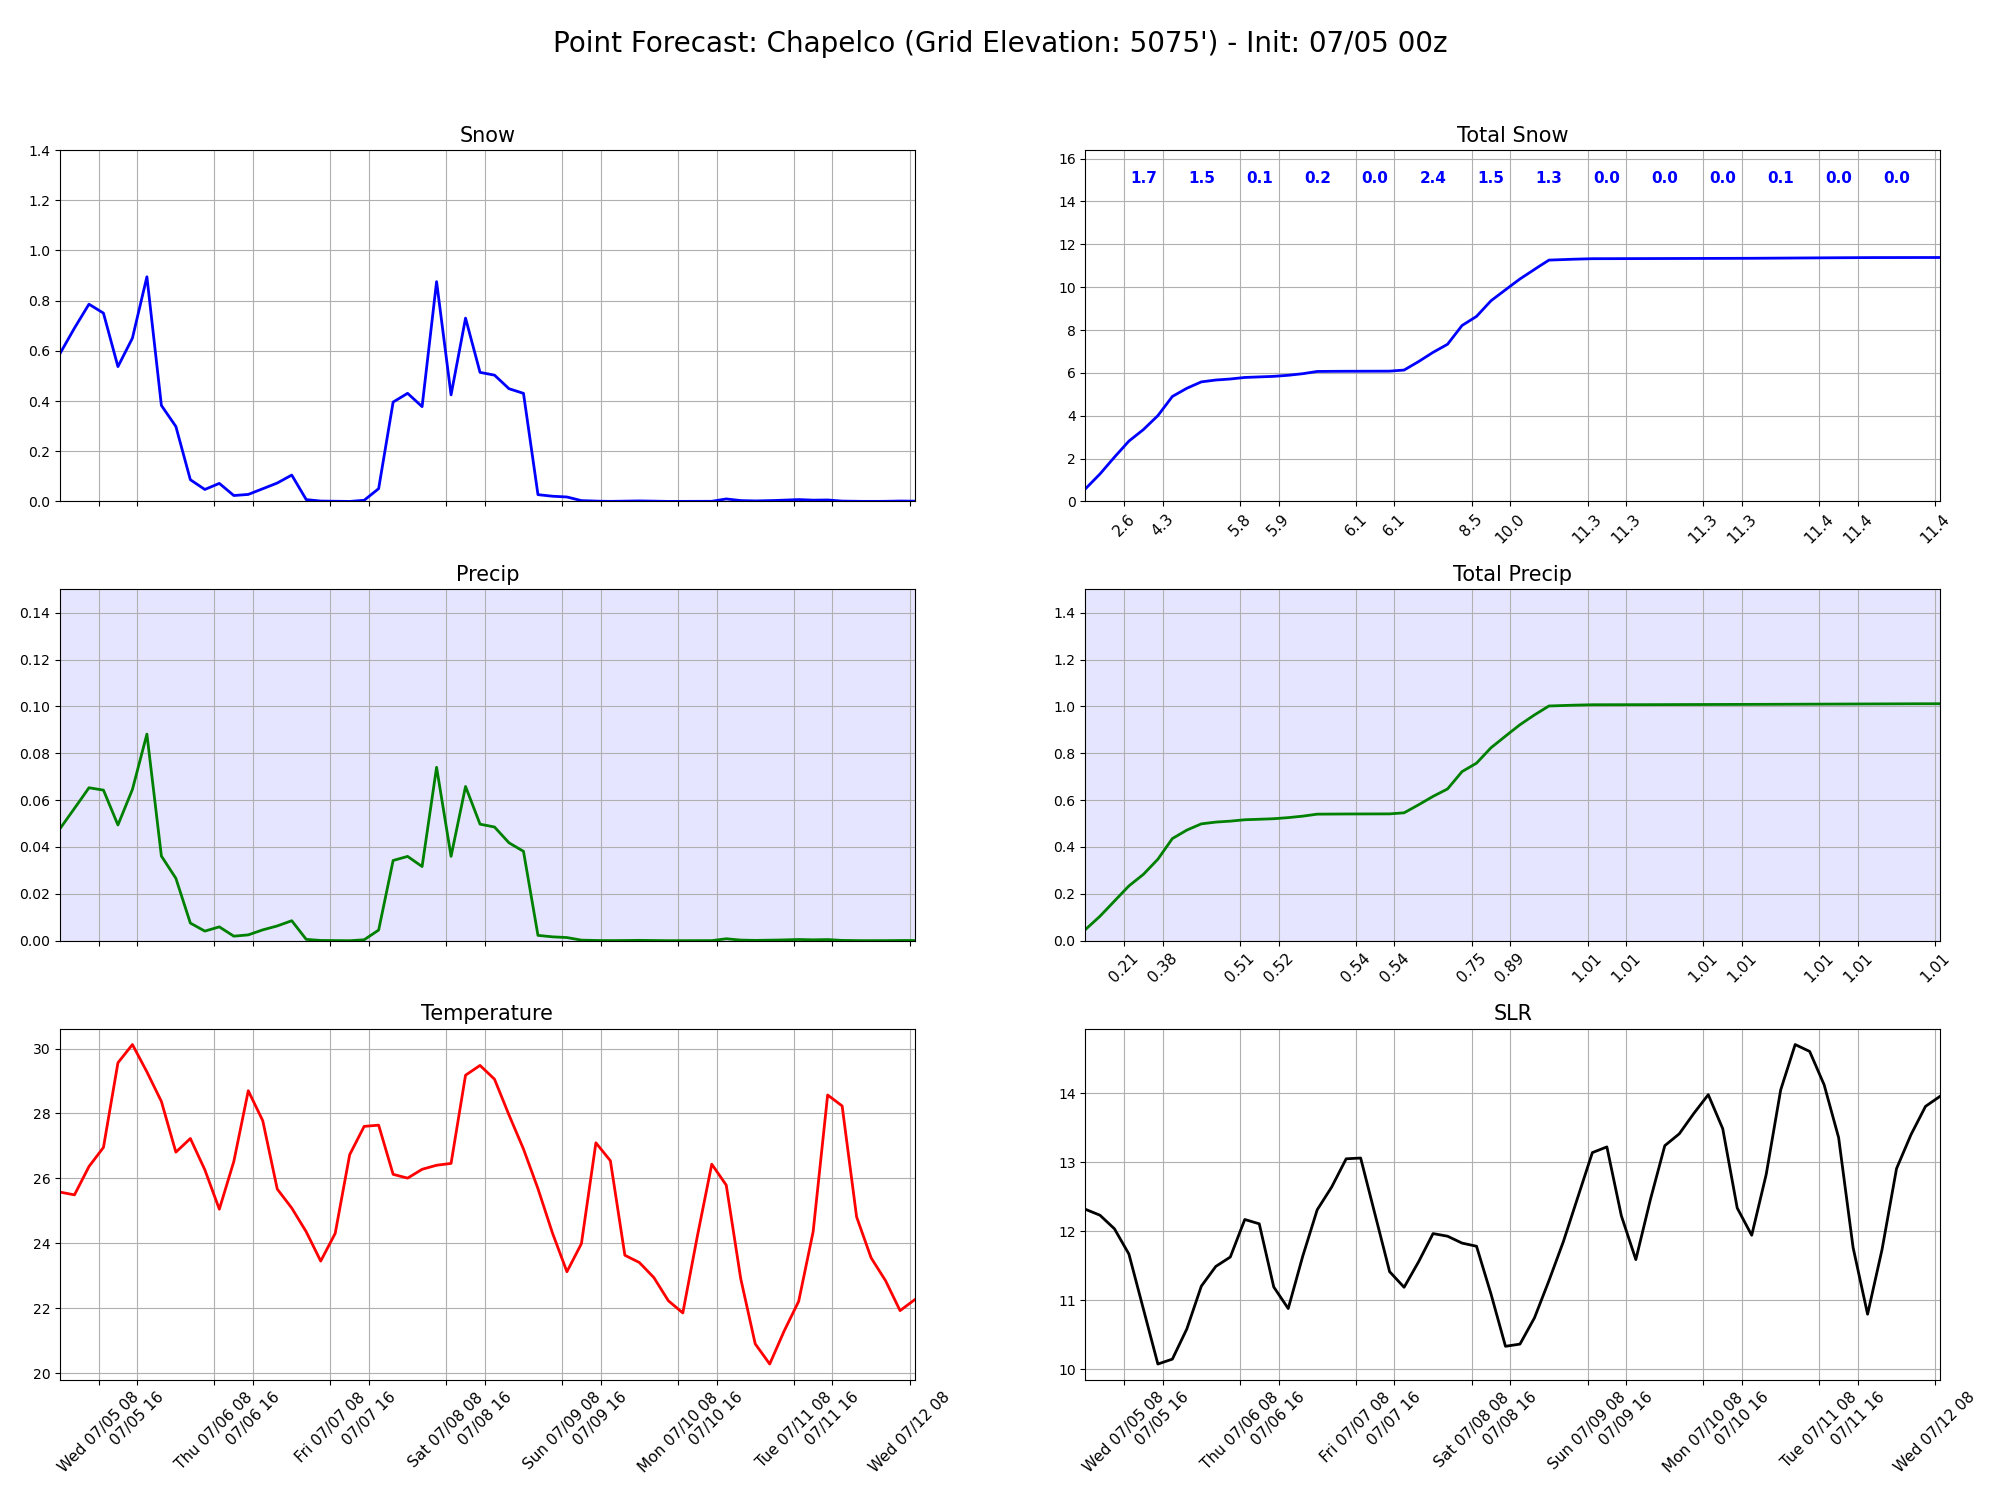 Point Forecast: Chapelco (Grid Elevation: 5075') - Init: 07/05 00z
Snow
1.4
1.2
1.0
0.8
0.6
0.4
0.2
0.0
Total Snow
16
14
12
10
8
6
4
2
0
1.7 1.5 0.1 0.2 0.0 2.4 1.5 1.3 0.0 0.0 0.0 0.1 0.0 0.0
2.6 4.3 5.8 5.9 6.1 6.1 8.5 10.0 11.3 11.3 11.3 11.3 11.4 11.4 11.4
Precip
0.14
0.12
0.10
0.08
0.06
0.04
0.02
0.00
Total Precip
1.4
1.2
1.0
0.8
0.6
0.4
0.2
0.0
0.21 0.38 0.51 0.52 0.54 0.54 0.75 0.89 1.01 1.01 1.01 1.01 1.01 1.01 1.01
Temperature
30
28
26
24
22
20
Wed 07/05 08
07/05 16
Thu 07/06 08
07/06 16
Fri 07/07 08
07/07 16
Sat 07/08 08
07/08 16
Sun 07/09 08
07/09 16
Mon 07/10 08
07/10 16
Tue 07/11 08
07/11 16
Wed 07/12 08
SLR
14
13
12
11
10
Wed 07/05 08
07/05 16
Thu 07/06 08
07/06 16
Fri 07/07 08
07/07 16
Sat 07/08 08
07/08 16
Sun 07/09 08
07/09 16
Mon 07/10 08
07/10 16
Tue 07/11 08
07/11 16
Wed 07/12 08